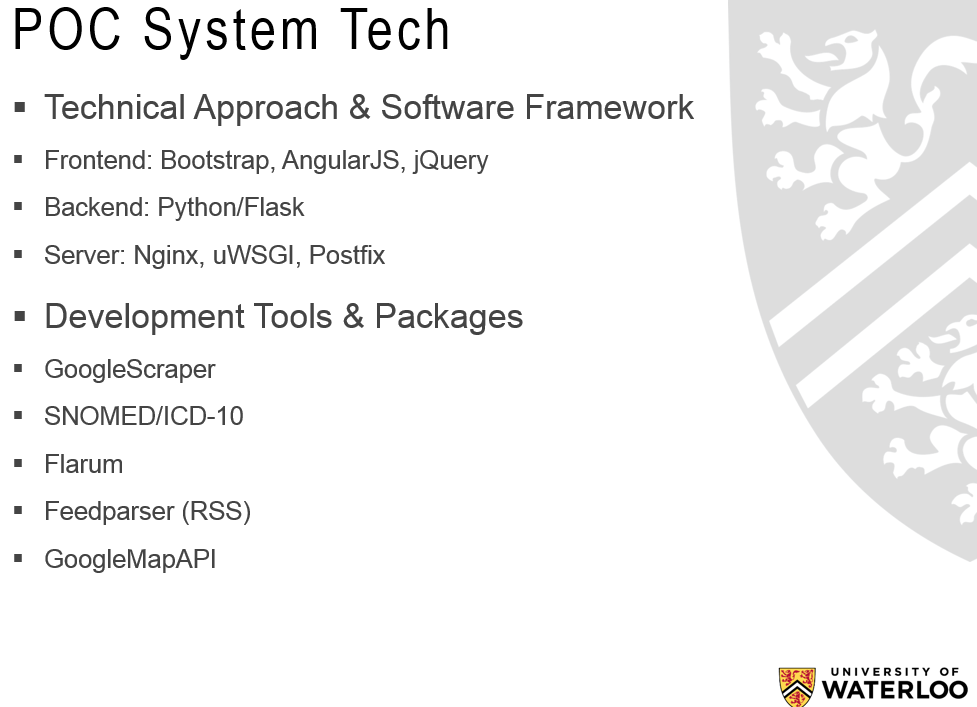 POC System Tech
▪ Technical Approach & Software Framework
▪ Frontend: Bootstrap, AngularJS, jQuery
▪ Backend: Python/Flask
▪ Server: Nginx, uWSGI, Postfix
▪ Development Tools & Packages
▪ GoogleScraper
▪ SNOMED/ICD-10
▪ Flarum
▪ Feedparser (RSS)
▪ GoogleMapAPI
UNIVERSITY OF
WATERLOO